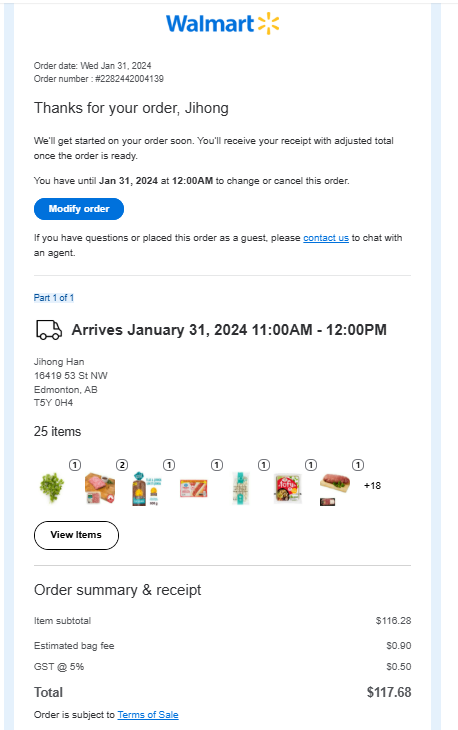 Walmart
Order date: Wed Jan 31, 2024
Order number : #2282442004139
Thanks for your order, Jihong
We'll get started on your order soon. You'll receive your receipt with adjusted total
once the order is ready.
You have until Jan 31, 2024 at 12:00AM to change or cancel this order.
Modify order
If you have questions or placed this order as a guest, please contact us to chat with
an agent.
Part 1 of 1
Arrives January 31, 2024 11:00AM - 12:00PM
Jihong Han
16419 53 St NW
Edmonton, AB
T5Y 0H4
25 items
1 2 1 1 1 1 1
+18
View Items
Order summary & receipt
Item subtotal $116.28
Estimated bag fee $0.90
GST @ 5% $0.50
Total $117.68
Order is subject to Terms of Sale